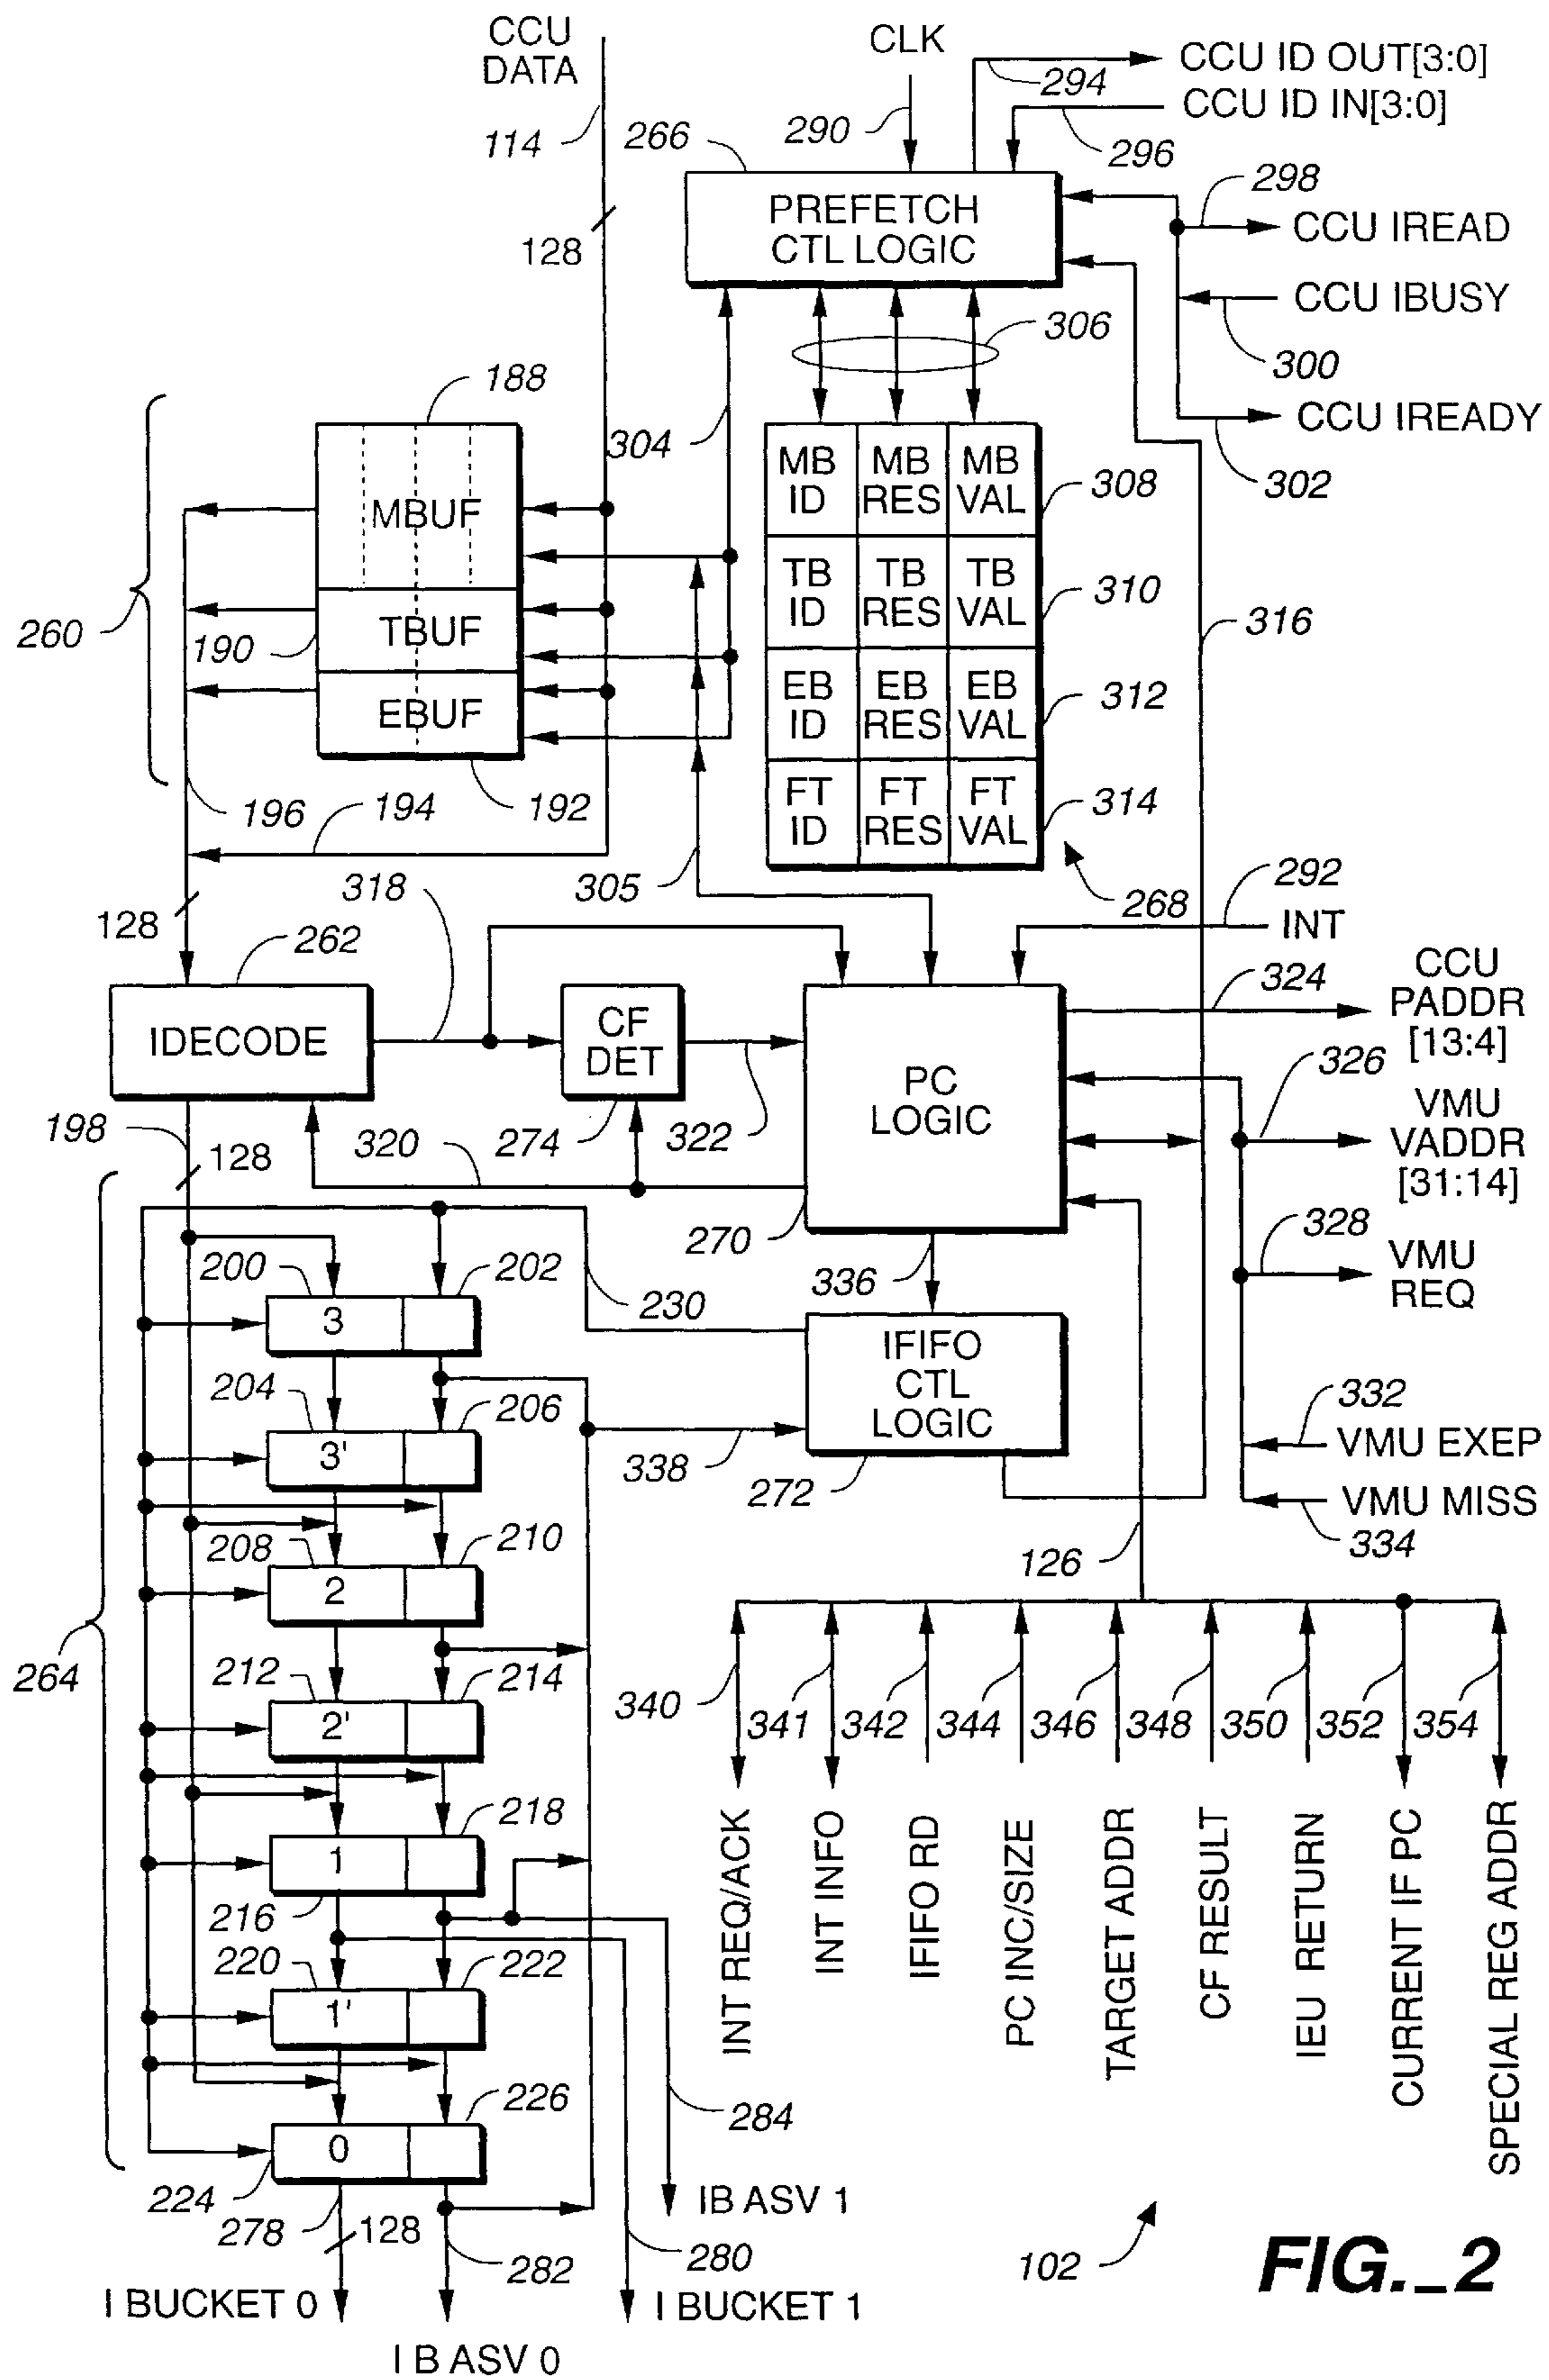 CCU
DATA
CLK
CCU ID OUT[3:0]
294
CCU ID IN[3:0]
114
266
290
296
298
PREFETCH
CTL LOGIC
128
CCU IREAD
CCU IBUSY
306
300
188
304
CCU IREADY
302
MB
ID
MB
RES
MB
VAL
308
MBUF
TB
ID
TB
RES
TB
VAL
310
316
260
190
TBUF
EB
ID
EB
RES
EB
VAL
312
EBUF
FT
ID
FT
RES
FT
VAL
314
196
194
192
318
305
268
292
INT
128
262
CCU
PADDR
[13:4]
324
IDECODE
CF
DET
PC
LOGIC
326
VMU
VADDR
[31:14]
198
128
320
274
322
270
328
VMU
REQ
200
202
336
230
3
IFIFO
CTL
LOGIC
204
206
332
3'
338
272
VMU EXEP
VMU MISS
334
208
210
126
2
264
212
214
340
341
342
344
346
348
350
352
354
2'
218
1
216
INT REQ/ACK
INT INFO
IFIFO RD
PC INC/SIZE
TARGET ADDR
CF RESULT
IEU RETURN
CURRENT IF PC
SPECIAL REG ADDR
220
222
1'
226
284
0
224
IB ASV 1
278
128
282
280
102
FIG._2
I BUCKET 0
I BUCKET 1
I B ASV 0